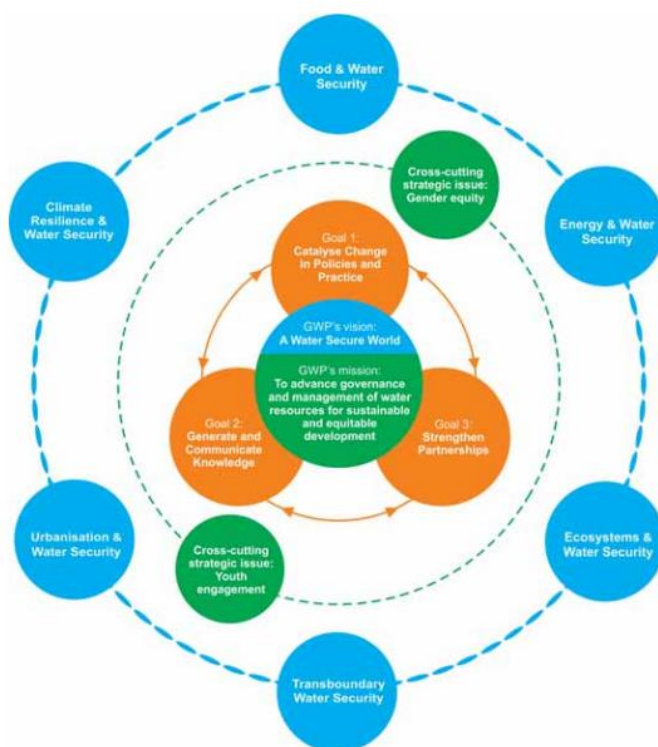 Food & Water
Security
Cross-cutting
strategic issue:
Gender equity
Climate
Resilience &
Water Security
Energy & Water
Security
Goal 1:
Catalyse Change
in Policies and
Practice
GWP's vision:
A Water Secure World
GWP's mission:
To advance governance
and management of water
resources for sustainable
and equitable
development
Goal 2:
Generate and
Communicate
Knowledge
Goal 3:
Strengthen
Partnerships
Urbanisation &
Water Security
Cross-cutting
strategic issue:
Youth
engagement
Ecosystems &
Water Security
Transboundary
Water Security